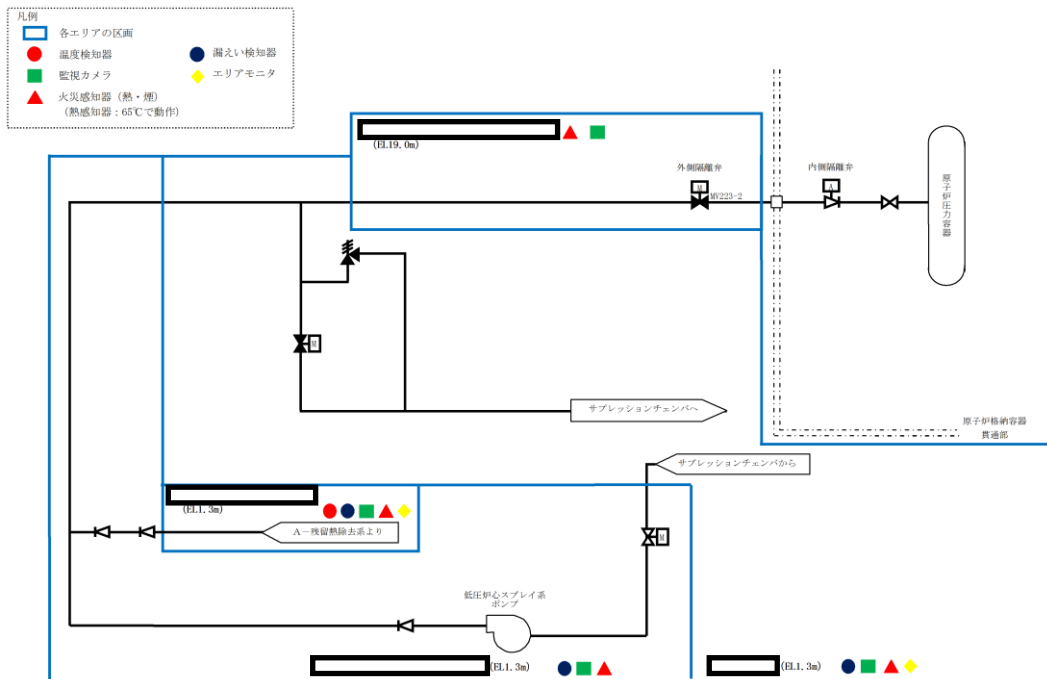 凡例
各エリアの区画
温度検知器
漏えい検知器
監視カメラ
エリアモニタ
火災感知器（熱・煙）
（熱感知器：65℃で動作）
(EL19.0m)
外側隔離弁
内側隔離弁
M
MV223-2
A
原子炉圧力容器
M
サプレッションチェンバへ
原子炉格納容器
貫通部
サプレッションチェンバから
(EL1.3m)
A－残留熱除去系より
M
低圧炉心スプレイ系
ポンプ
(EL1.3m)
(EL1.3m)